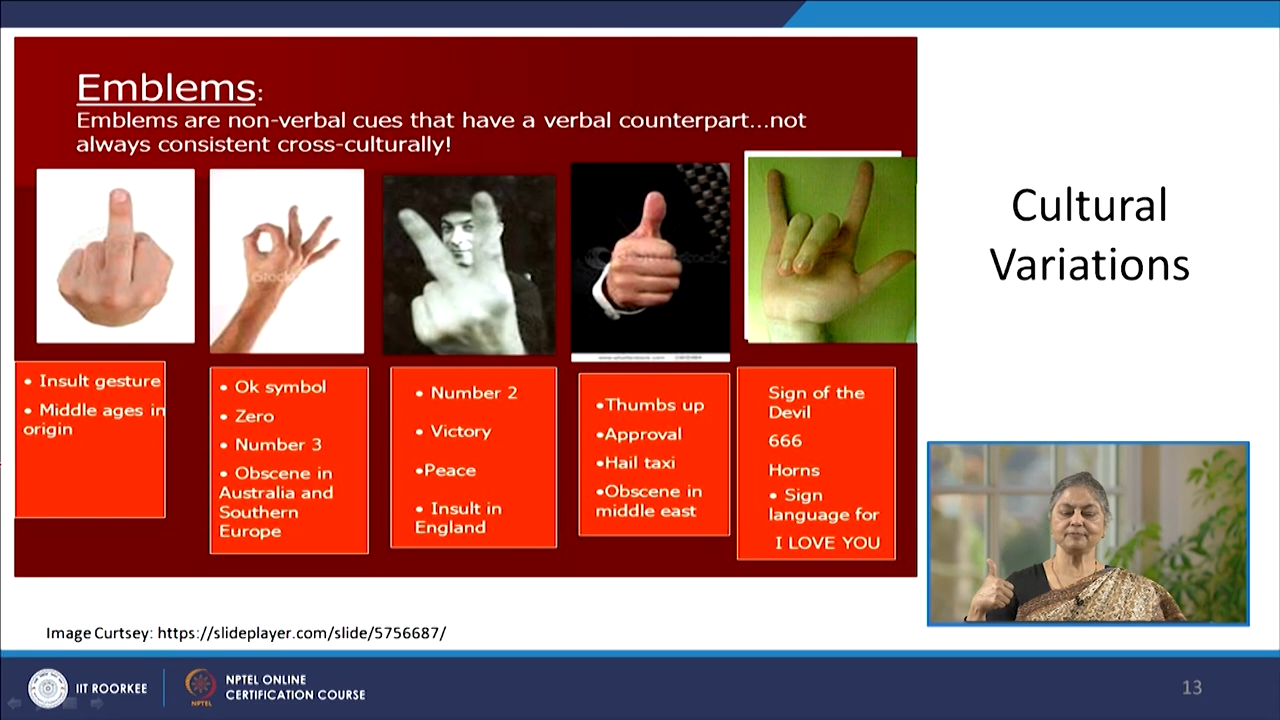 Emblems:
Emblems are non-verbal cues that have a verbal counterpart...not
always consistent cross-culturally!
• Insult gesture
• Middle ages in
origin
• Ok symbol
• Zero
• Number 3
• Obscene in
Australia and
Southern
Europe
• Number 2
• Victory
•Peace
• Insult in
England
•Thumbs up
•Approval
•Hail taxi
•Obscene in
middle east
Sign of the
Devil
666
Horns
• Sign
language for
I LOVE YOU
Cultural
Variations
Image Curtsey: https://slideplayer.com/slide/5756687/
IIT ROORKEE
NPTEL
NPTEL ONLINE
CERTIFICATION COURSE
13